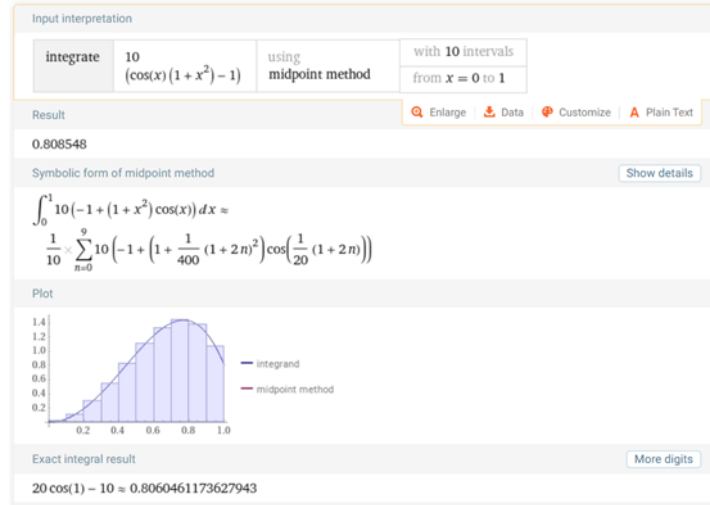 Input interpretation
integrate
10
(cos(x) (1 + x²) – 1)
using
midpoint method
with 10 intervals
from x = 0 to 1
Result
Enlarge
Data
Customize
A Plain Text
0.808548
Symbolic form of midpoint method
Show details
∫₀¹ 10 (–1 + (1 + x²) cos(x)) dx ≈
1/10 × ∑ₙ₌₀⁹ 10 (–1 + (1 + 1/400 (1 + 2 n)²) cos(1/20 (1 + 2 n)))
Plot
1.4
1.2
1.0
0.8
0.6
0.4
0.2
0.2 0.4 0.6 0.8 1.0
integrand
midpoint method
Exact integral result
More digits
20 cos(1) – 10 ≈ 0.8060461173627943